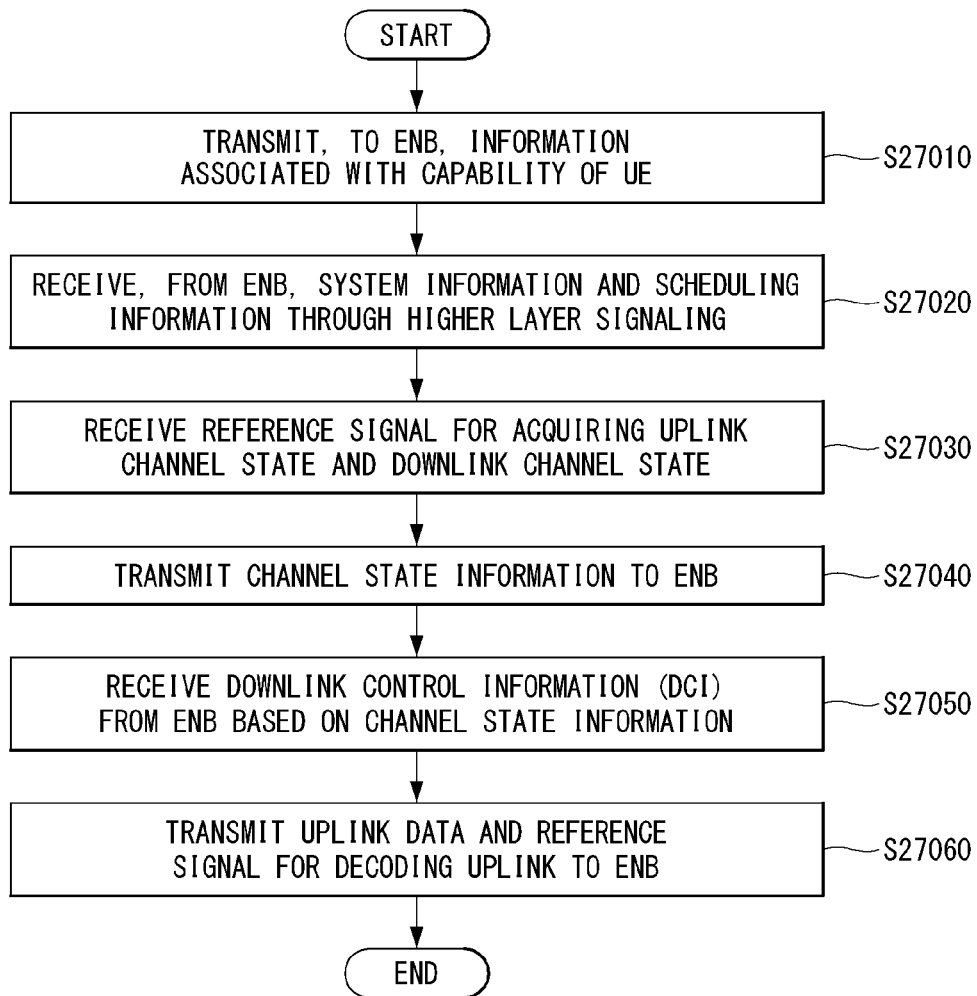 START
TRANSMIT, TO ENB, INFORMATION
ASSOCIATED WITH CAPABILITY OF UE
S27010
RECEIVE, FROM ENB, SYSTEM INFORMATION AND SCHEDULING
INFORMATION THROUGH HIGHER LAYER SIGNALING
S27020
RECEIVE REFERENCE SIGNAL FOR ACQUIRING UPLINK
CHANNEL STATE AND DOWNLINK CHANNEL STATE
S27030
TRANSMIT CHANNEL STATE INFORMATION TO ENB
S27040
RECEIVE DOWNLINK CONTROL INFORMATION (DCI)
FROM ENB BASED ON CHANNEL STATE INFORMATION
S27050
TRANSMIT UPLINK DATA AND REFERENCE
SIGNAL FOR DECODING UPLINK TO ENB
S27060
END